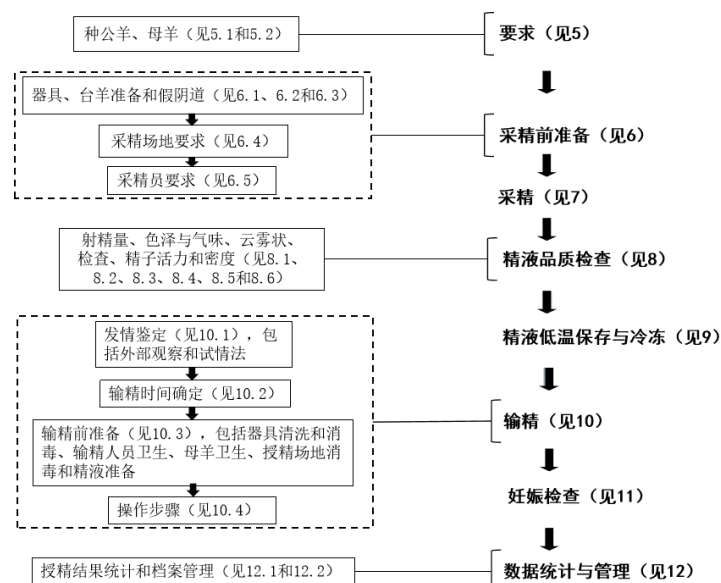 种公羊、母羊（见5.1和5.2）
要求（见5）
器具、台羊准备和假阴道（见6.1、6.2和6.3）
采精场地要求（见6.4）
采精员要求（见6.5）
采精前准备（见6）
采精（见7）
射精量、色泽与气味、云雾状、
检查、精子活力和密度（见8.1、
8.2、8.3、8.4、8.5和8.6）
精液品质检查（见8）
精液低温保存与冷冻（见9）
发情鉴定（见10.1），包
括外部观察和试情法
输精时间确定（见10.2）
输精前准备（见10.3），包括器具清洗和消
毒、输精人员卫生、母羊卫生、授精场地消
毒和精液准备
操作步骤（见10.4）
输精（见10）
妊娠检查（见11）
授精结果统计和档案管理（见12.1和12.2）
数据统计与管理（见12）